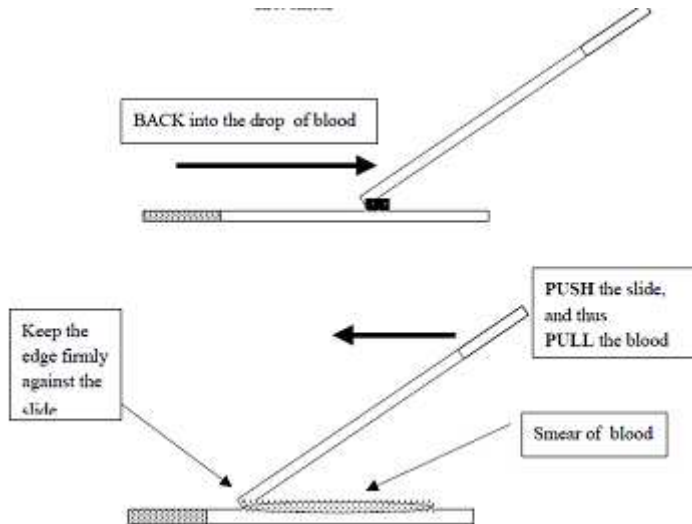 BACK into the drop of blood
PUSH the slide,
and thus
PULL the blood
Keep the
edge firmly
against the
slide
Smear of blood